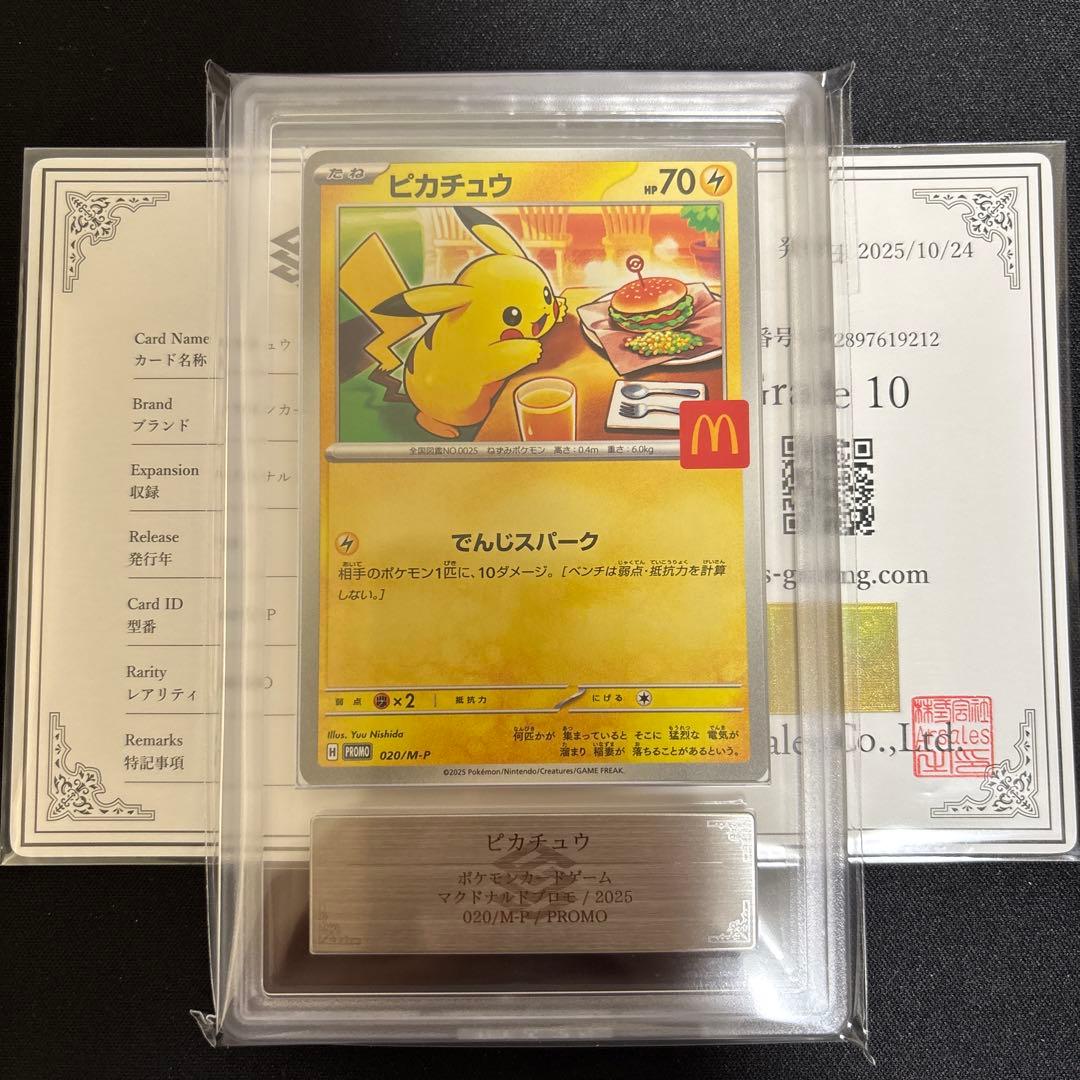 たね
ピカチュウ
HP 70
全国図鑑NO.0025 ねずみポケモン 高さ:0.4m 重さ:6.0kg
でんじスパーク
相手のポケモン1匹に、10ダメージ。[ベンチは弱点・抵抗力を計算
しない。]
弱点 ×2 抵抗力 にげる
Illus. Yuu Nishida
H PROMO 020/M-P
何匹かが 集まっていると そこに 猛烈な 電気が
溜まり 稲妻が 落ちることがあるという。
©2025 Pokémon/Nintendo/Creatures/GAME FREAK.
ピカチュウ
ポケモンカードゲーム
マクドナルドプロモ / 2025
020/M-P / PROMO
Card Name
カード名称
Brand
ブランド
Expansion
収録
Release
発行年
Card ID
型番
Rarity
レアリティ
Remarks
特記事項
2025/10/24
番号
2897619212
10
Co.,Ltd.
株式会社